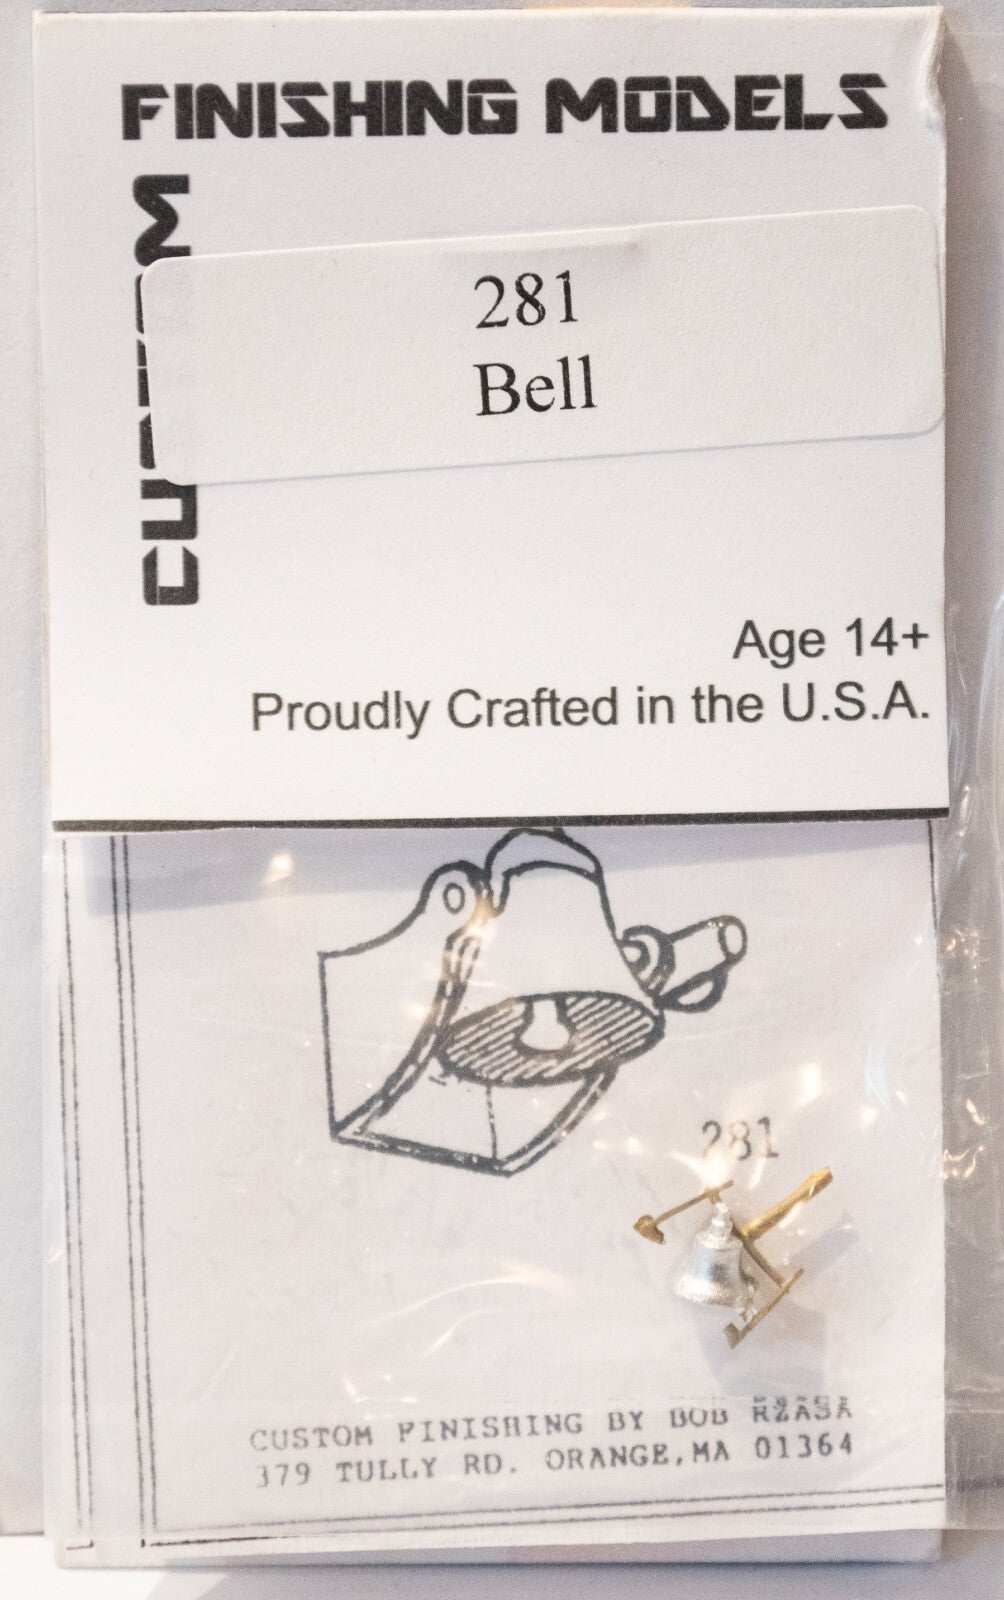 FINISHING MODELS
281
Bell
Age 14+
Proudly Crafted in the U.S.A.
281
CUSTOM FINISHING BY BOB RZASA
379 TULLY RD. ORANGE, MA 01364